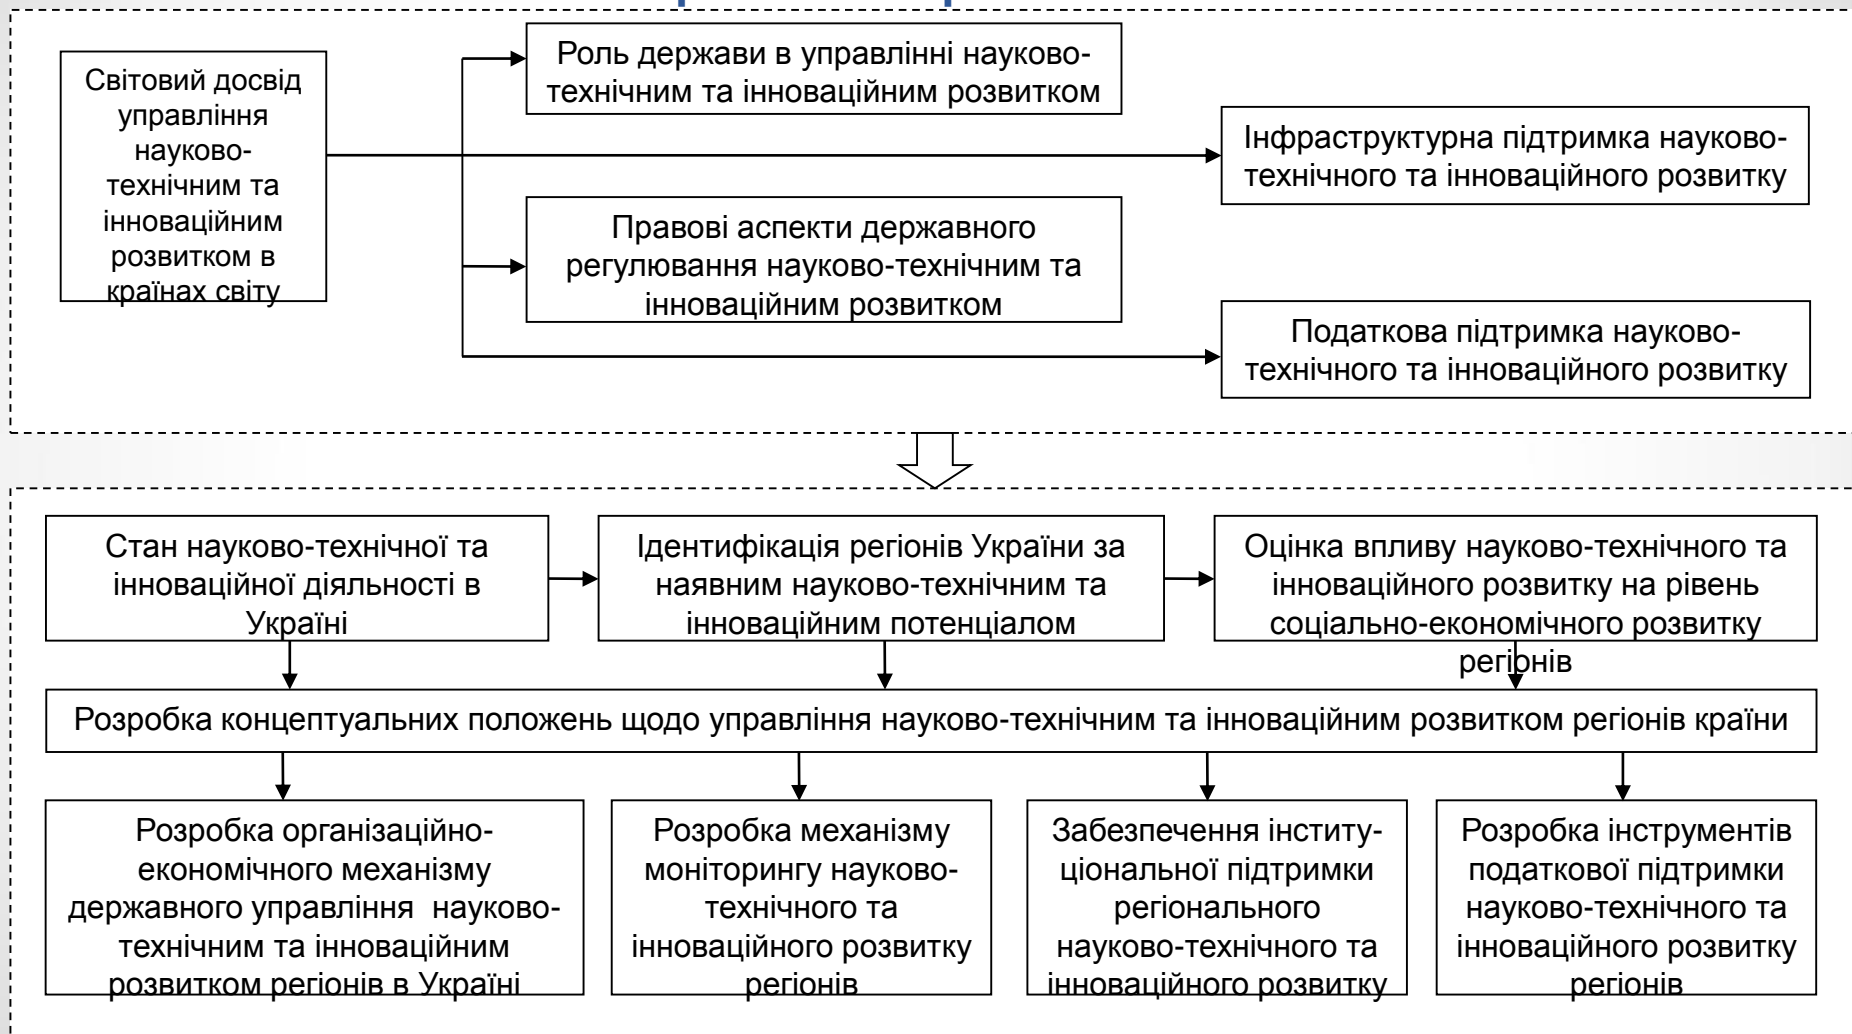 Світовий досвід
управління
науково-
технічним та
інноваційним
розвитком в
країнах світу
Роль держави в управлінні науково-
технічним та інноваційним розвитком
Інфраструктурна підтримка науково-
технічного та інноваційного розвитку
Правові аспекти державного
регулювання науково-технічним та
інноваційним розвитком
Податкова підтримка науково-
технічного та інноваційного розвитку
Стан науково-технічної та
інноваційної діяльності в
Україні
Ідентифікація регіонів України за
наявним науково-технічним та
інноваційним потенціалом
Оцінка впливу науково-технічного та
інноваційного розвитку на рівень
соціально-економічного розвитку
регіонів
Розробка концептуальних положень щодо управління науково-технічним та інноваційним розвитком регіонів країни
Розробка організаційно-
економічного механізму
державного управління  науково-
технічним та інноваційним
розвитком регіонів в Україні
Розробка механізму
моніторингу науково-
технічного та
інноваційного розвитку
регіонів
Забезпечення інститу-
ціональної підтримки
регіонального
науково-технічного та
інноваційного розвитку
Розробка інструментів
податкової підтримки
науково-технічного та
інноваційного розвитку
регіонів